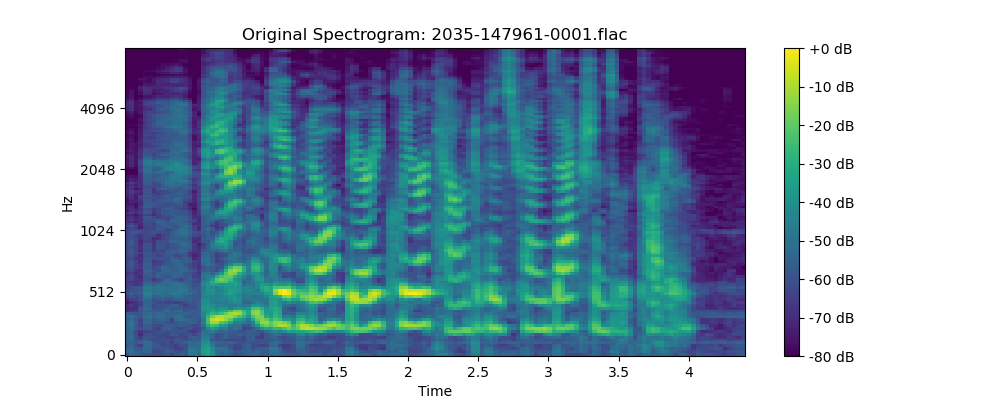 Original Spectrogram: 2035-147961-0001.flac
Hz
4096
2048
1024
512
0
0 0.5 1 1.5 2 2.5 3 3.5 4
Time
+0 dB
-10 dB
-20 dB
-30 dB
-40 dB
-50 dB
-60 dB
-70 dB
-80 dB